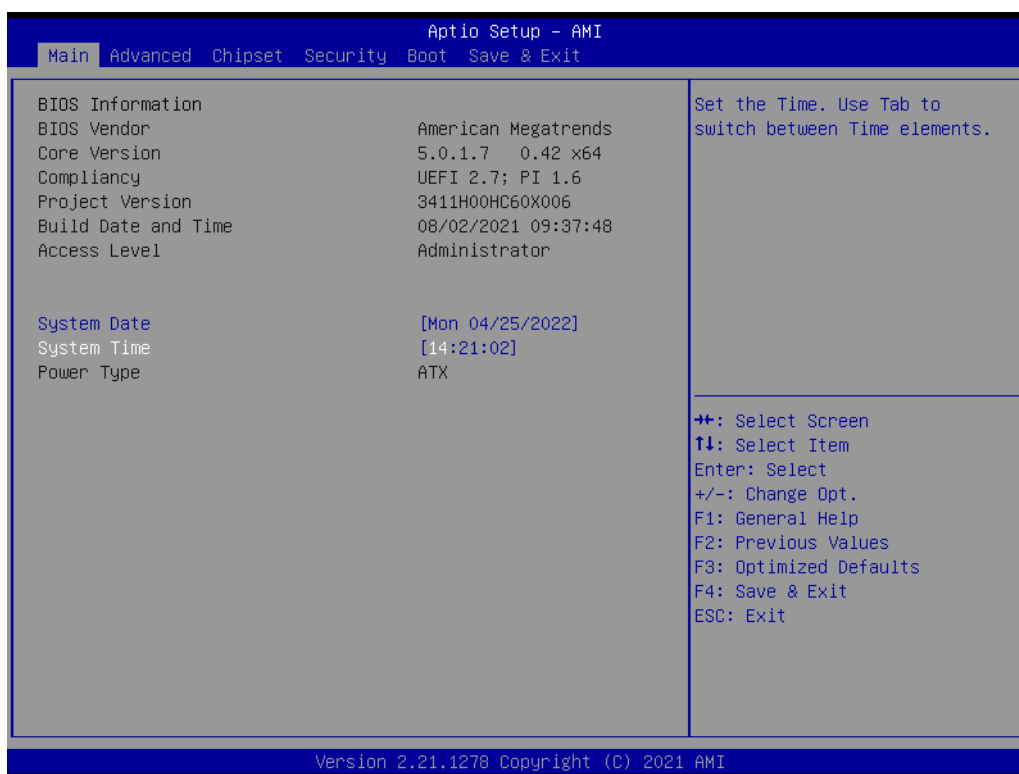 Aptio Setup – AMI
Main Advanced Chipset Security Boot Save & Exit
BIOS Information
BIOS Vendor American Megatrends
Core Version 5.0.1.7 0.42 x64
Compliancy UEFI 2.7; PI 1.6
Project Version 3411H00HC60X006
Build Date and Time 08/02/2021 09:37:48
Access Level Administrator
System Date [Mon 04/25/2022]
System Time [14:21:02]
Power Type ATX
Set the Time. Use Tab to
switch between Time elements.
→←: Select Screen
↑↓: Select Item
Enter: Select
+/-: Change Opt.
F1: General Help
F2: Previous Values
F3: Optimized Defaults
F4: Save & Exit
ESC: Exit
Version 2.21.1278 Copyright (C) 2021 AMI